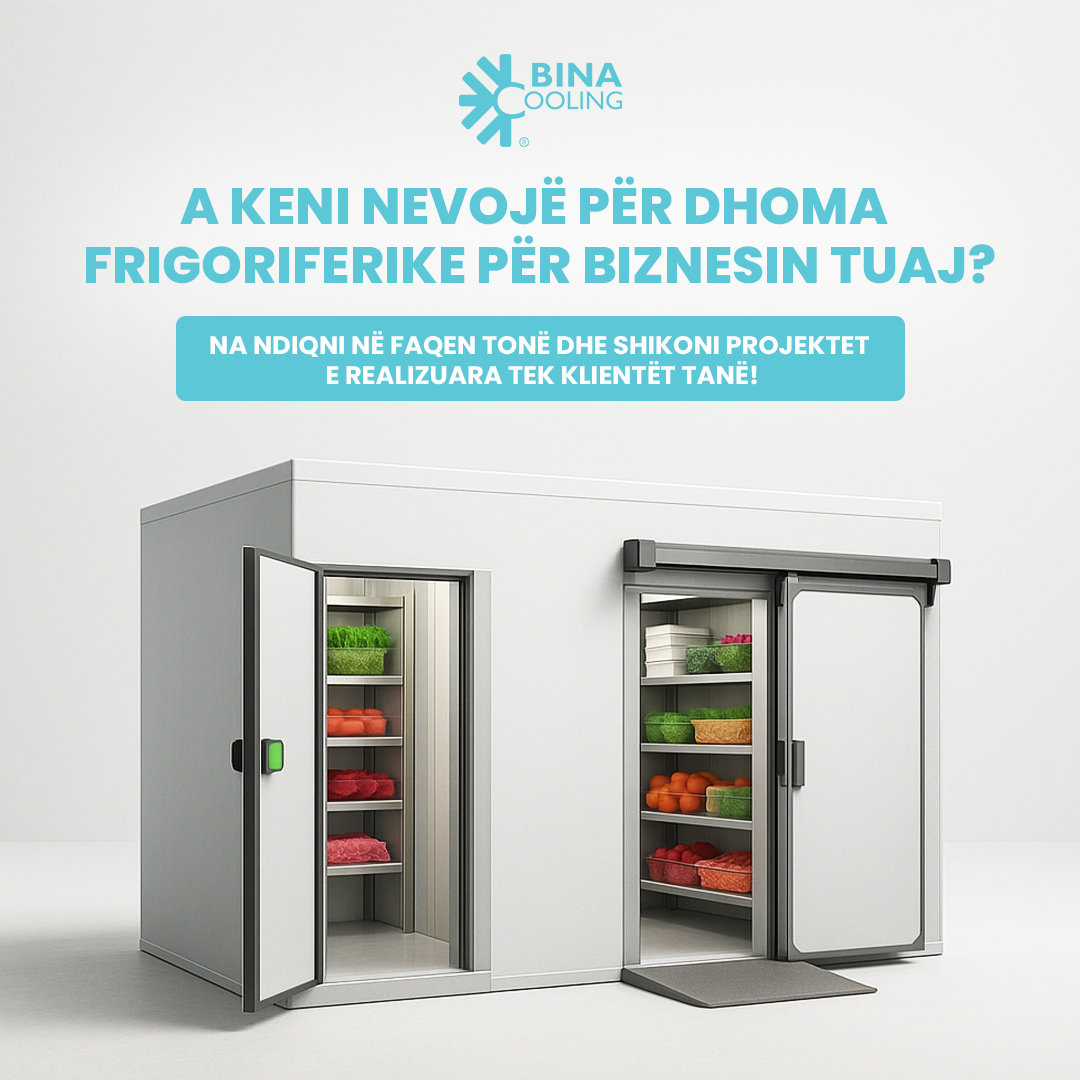 BINA
COOLING
®
A KENI NEVOJË PËR DHOMA
FRIGORIFERIKE PËR BIZNESIN TUAJ?
NA NDIQNI NË FAQEN TONË DHE SHIKONI PROJEKTET
E REALIZUARA TEK KLIENTËT TANË!